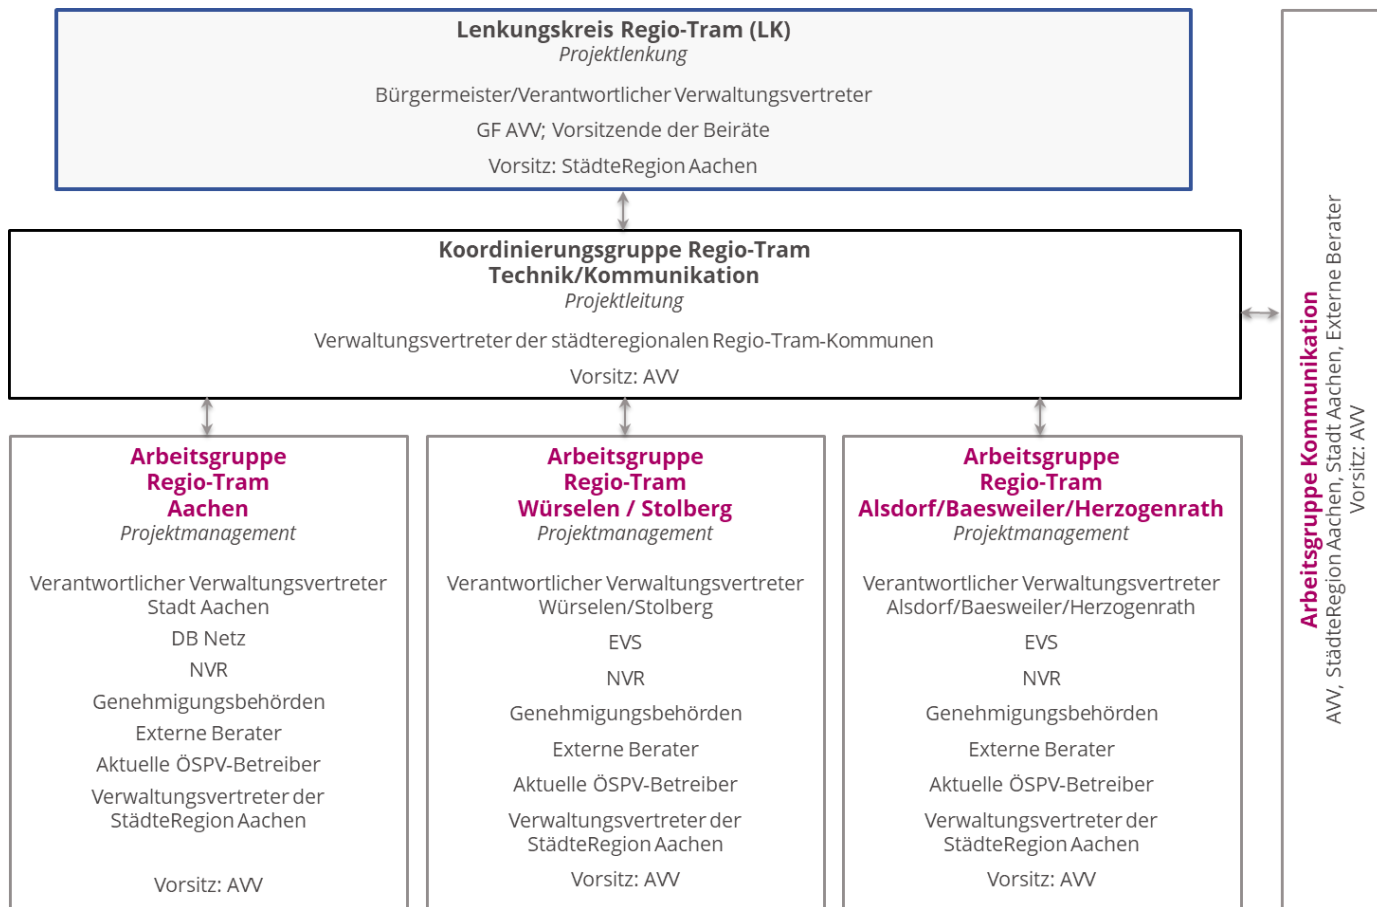 Lenkungskreis Regio-Tram (LK)
Projektlenkung
Bürgermeister/Verantwortlicher Verwaltungsvertreter
GF AVV; Vorsitzende der Beiräte
Vorsitz: StädteRegion Aachen
Koordinierungsgruppe Regio-Tram
Technik/Kommunikation
Projektleitung
Verwaltungsvertreter der städteregionalen Regio-Tram-Kommunen
Vorsitz: AVV
Arbeitsgruppe
Regio-Tram
Aachen
Projektmanagement
Verantwortlicher Verwaltungsvertreter
Stadt Aachen
DB Netz
NVR
Genehmigungsbehörden
Externe Berater
Aktuelle ÖSPV-Betreiber
Verwaltungsvertreter der
StädteRegion Aachen
Vorsitz: AVV
Arbeitsgruppe
Regio-Tram
Würselen / Stolberg
Projektmanagement
Verantwortlicher Verwaltungsvertreter
Würselen/Stolberg
EVS
NVR
Genehmigungsbehörden
Externe Berater
Aktuelle ÖSPV-Betreiber
Verwaltungsvertreter der
StädteRegion Aachen
Vorsitz: AVV
Arbeitsgruppe
Regio-Tram
Alsdorf/Baesweiler/Herzogenrath
Projektmanagement
Verantwortlicher Verwaltungsvertreter
Alsdorf/Baesweiler/Herzogenrath
EVS
NVR
Genehmigungsbehörden
Externe Berater
Aktuelle ÖSPV-Betreiber
Verwaltungsvertreter der
StädteRegion Aachen
Vorsitz: AVV
Arbeitsgruppe Kommunikation
AVV, StädteRegion Aachen, Stadt Aachen, Externe Berater
Vorsitz: AVV